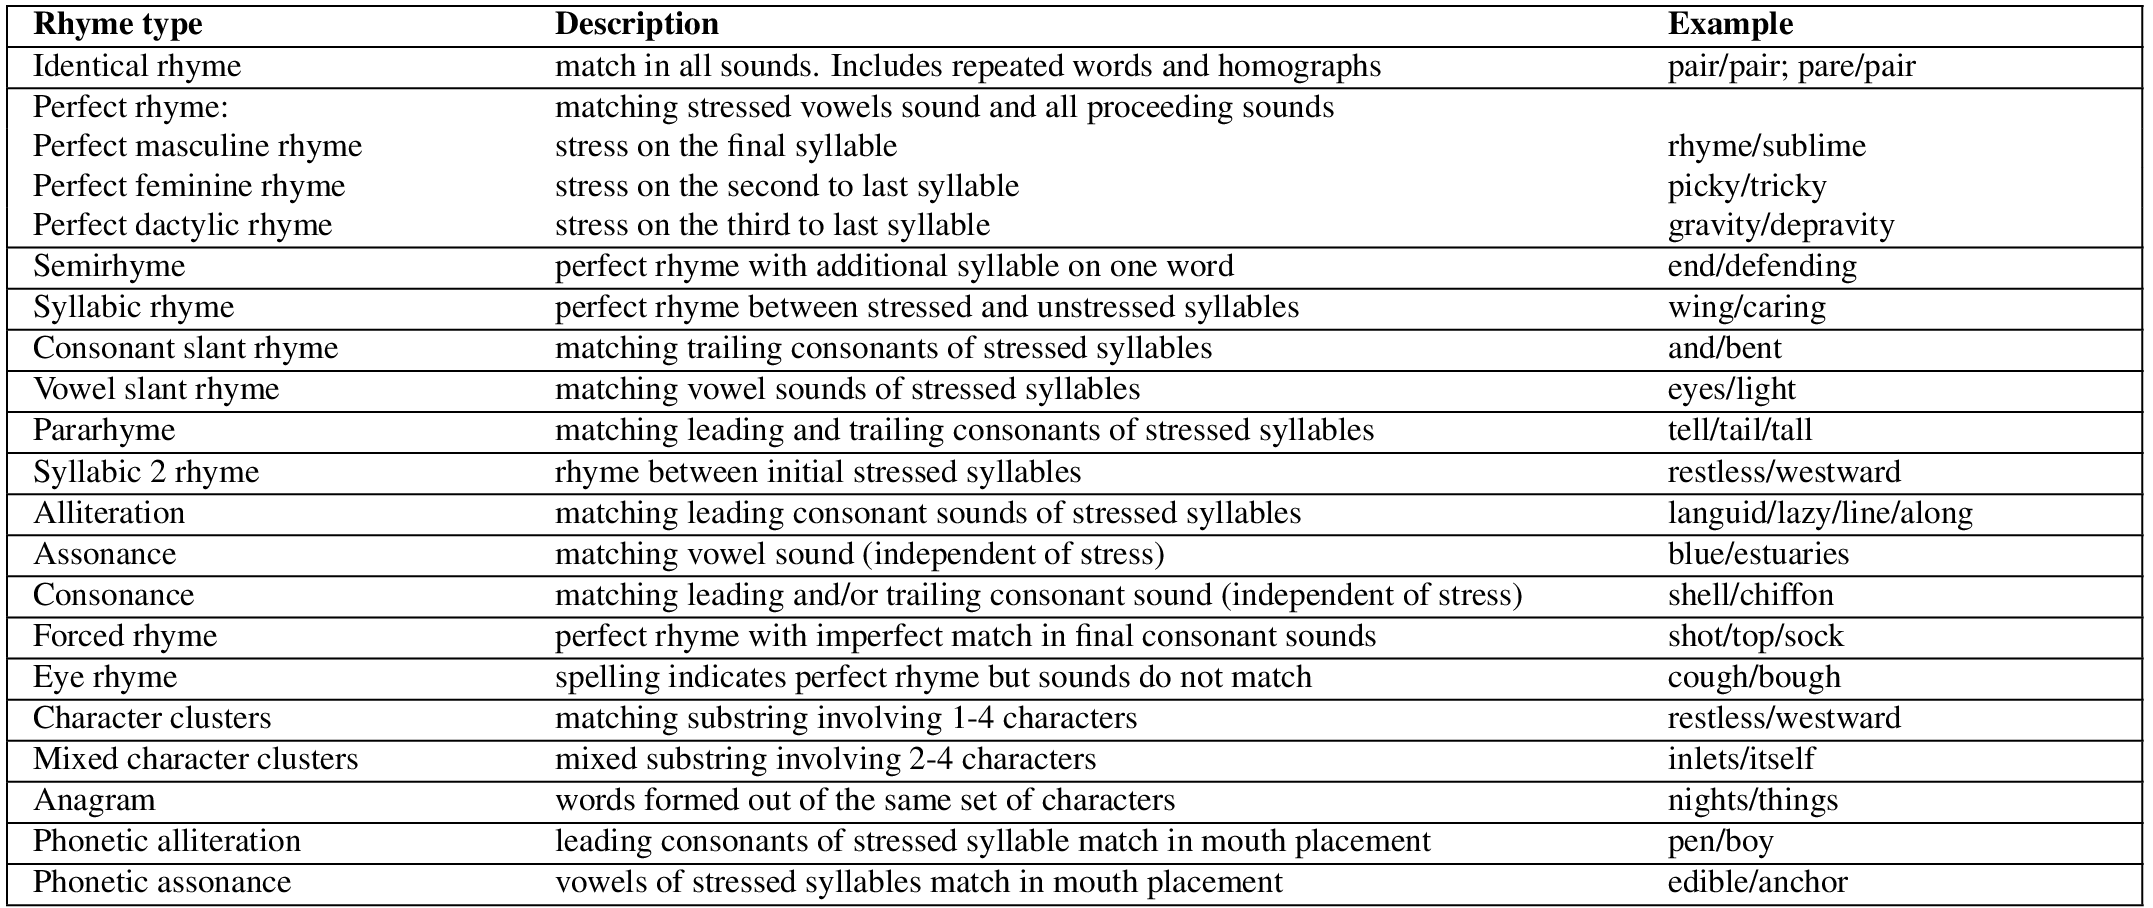 Rhyme type Description Example
Identical rhyme match in all sounds. Includes repeated words and homographs pair/pair; pare/pair
Perfect rhyme: matching stressed vowels sound and all proceeding sounds
Perfect masculine rhyme stress on the final syllable rhyme/sublime
Perfect feminine rhyme stress on the second to last syllable picky/tricky
Perfect dactylic rhyme stress on the third to last syllable gravity/depravity
Semirhyme perfect rhyme with additional syllable on one word end/defending
Syllabic rhyme perfect rhyme between stressed and unstressed syllables wing/caring
Consonant slant rhyme matching trailing consonants of stressed syllables and/bent
Vowel slant rhyme matching vowel sounds of stressed syllables eyes/light
Pararhyme matching leading and trailing consonants of stressed syllables tell/tail/tall
Syllabic 2 rhyme rhyme between initial stressed syllables restless/westward
Alliteration matching leading consonant sounds of stressed syllables languid/lazy/line/along
Assonance matching vowel sound (independent of stress) blue/estuaries
Consonance matching leading and/or trailing consonant sound (independent of stress) shell/chiffon
Forced rhyme perfect rhyme with imperfect match in final consonant sounds shot/top/sock
Eye rhyme spelling indicates perfect rhyme but sounds do not match cough/bough
Character clusters matching substring involving 1-4 characters restless/westward
Mixed character clusters mixed substring involving 2-4 characters inlets/itself
Anagram words formed out of the same set of characters nights/things
Phonetic alliteration leading consonants of stressed syllable match in mouth placement pen/boy
Phonetic assonance vowels of stressed syllables match in mouth placement edible/anchor